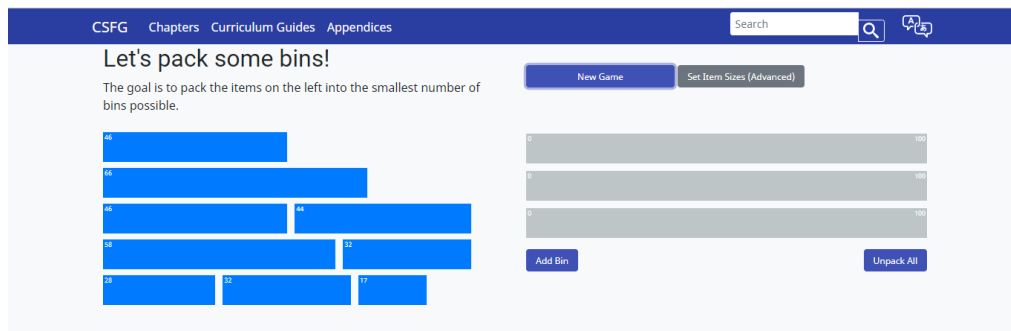 CSFG Chapters Curriculum Guides Appendices Search A あ
Let's pack some bins!
New Game Set Item Sizes (Advanced)
The goal is to pack the items on the left into the smallest number of
bins possible.
46
0 100
66
0 100
46 44
0 100
58 32
Add Bin Unpack All
28 32 17